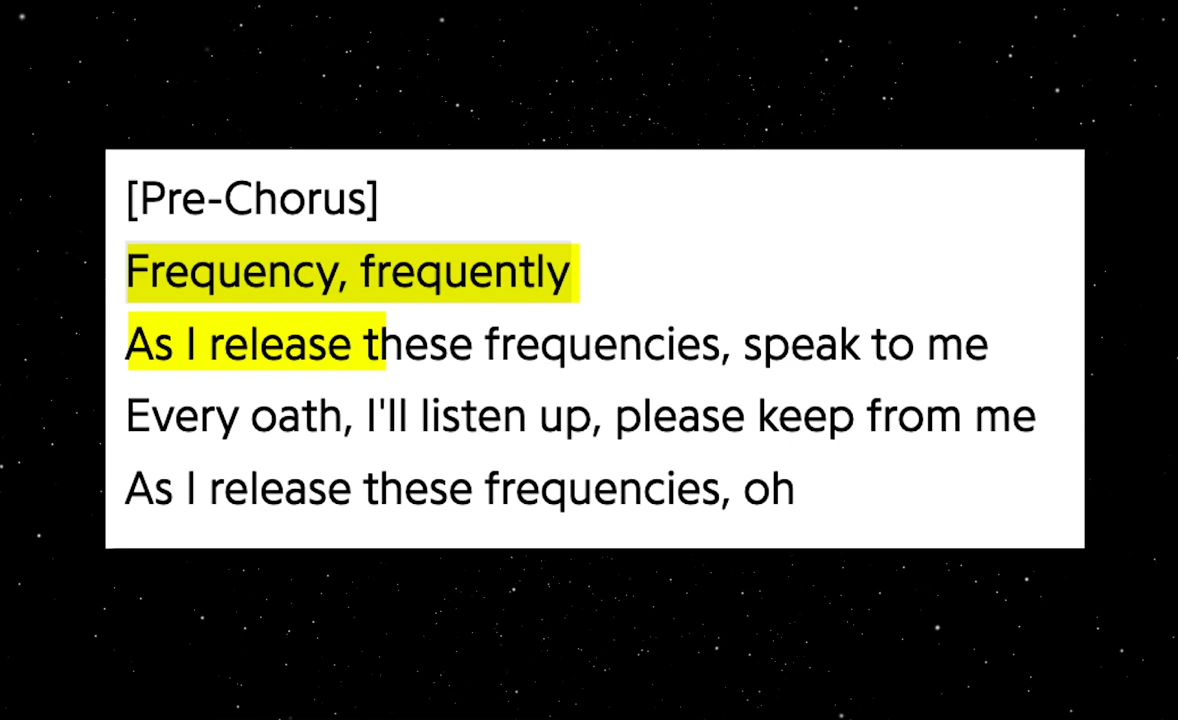 [Pre-Chorus]
Frequency, frequently
As I release these frequencies, speak to me
Every oath, I'll listen up, please keep from me
As I release these frequencies, oh